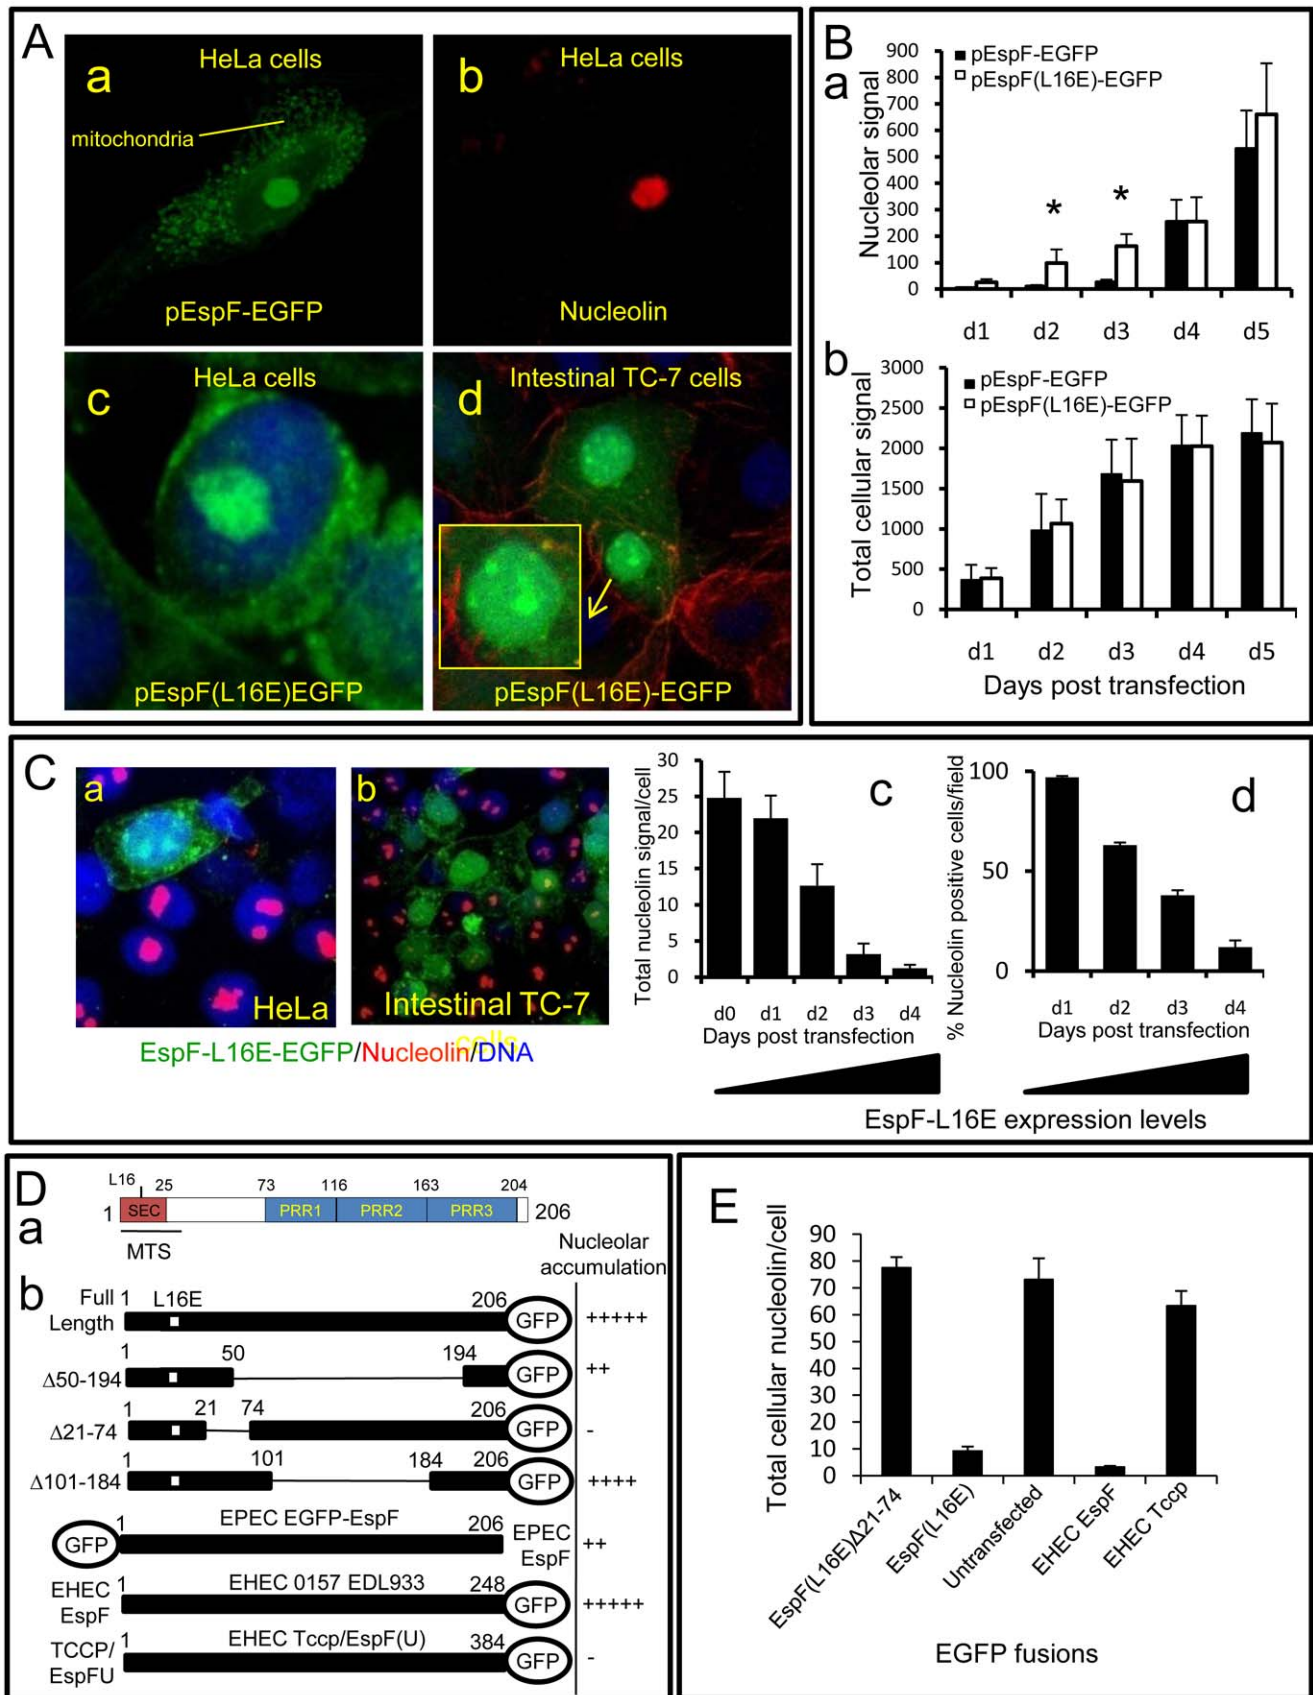 A
HeLa cells
a
mitochondria
pEspF-EGFP
HeLa cells
b
Nucleolin
HeLa cells
c
pEspF(L16E)EGFP
Intestinal TC-7 cells
d
pEspF(L16E)-EGFP
B
a
pEspF-EGFP
pEspF(L16E)-EGFP
Nucleolar signal
900
800
700
600
500
400
300
200
100
0
* *
d1 d2 d3 d4 d5
b
pEspF-EGFP
pEspF(L16E)-EGFP
Total cellular signal
3000
2500
2000
1500
1000
500
0
d1 d2 d3 d4 d5
Days post transfection
C
a
HeLa
b
Intestinal TC-7
cells
EspF-L16E-EGFP/Nucleolin/DNA
c
Total nucleolin signal/cell
30
25
20
15
10
5
0
d0 d1 d2 d3 d4
Days post transfection
d
% Nucleolin positive cells/field
100
50
0
d1 d2 d3 d4
Days post transfection
EspF-L16E expression levels
D
a
L16 25 73 116 163 204
1 SEC PRR1 PRR2 PRR3 206
MTS
Nucleolar
accumulation
b
Full
Length
1 L16E 206
GFP +++++
1 50 194
Δ50-194 GFP ++
1 21 74 206
Δ21-74 GFP -
1 101 184 206
Δ101-184 GFP ++++
1 EPEC EGFP-EspF 206
GFP EPEC
EspF ++
EHEC
EspF
1 EHEC 0157 EDL933 248
GFP +++++
TCCP/
EspFU
1 EHEC Tccp/EspF(U) 384
GFP -
E
Total cellular nucleolin/cell
90
80
70
60
50
40
30
20
10
0
EspF(L16E)Δ21-74
EspF(L16E)
Untransfected
EHEC EspF
EHEC Tccp
EGFP fusions